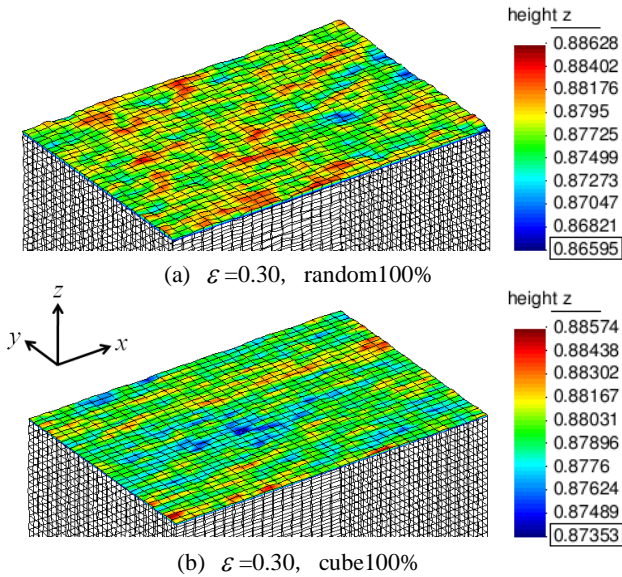 height z
0.88628
0.88402
0.88176
0.8795
0.87725
0.87499
0.87273
0.87047
0.86821
0.86595
(a) ε=0.30, random100%
z
y
x
height z
0.88574
0.88438
0.88302
0.88167
0.88031
0.87896
0.8776
0.87624
0.87489
0.87353
(b) ε=0.30, cube100%